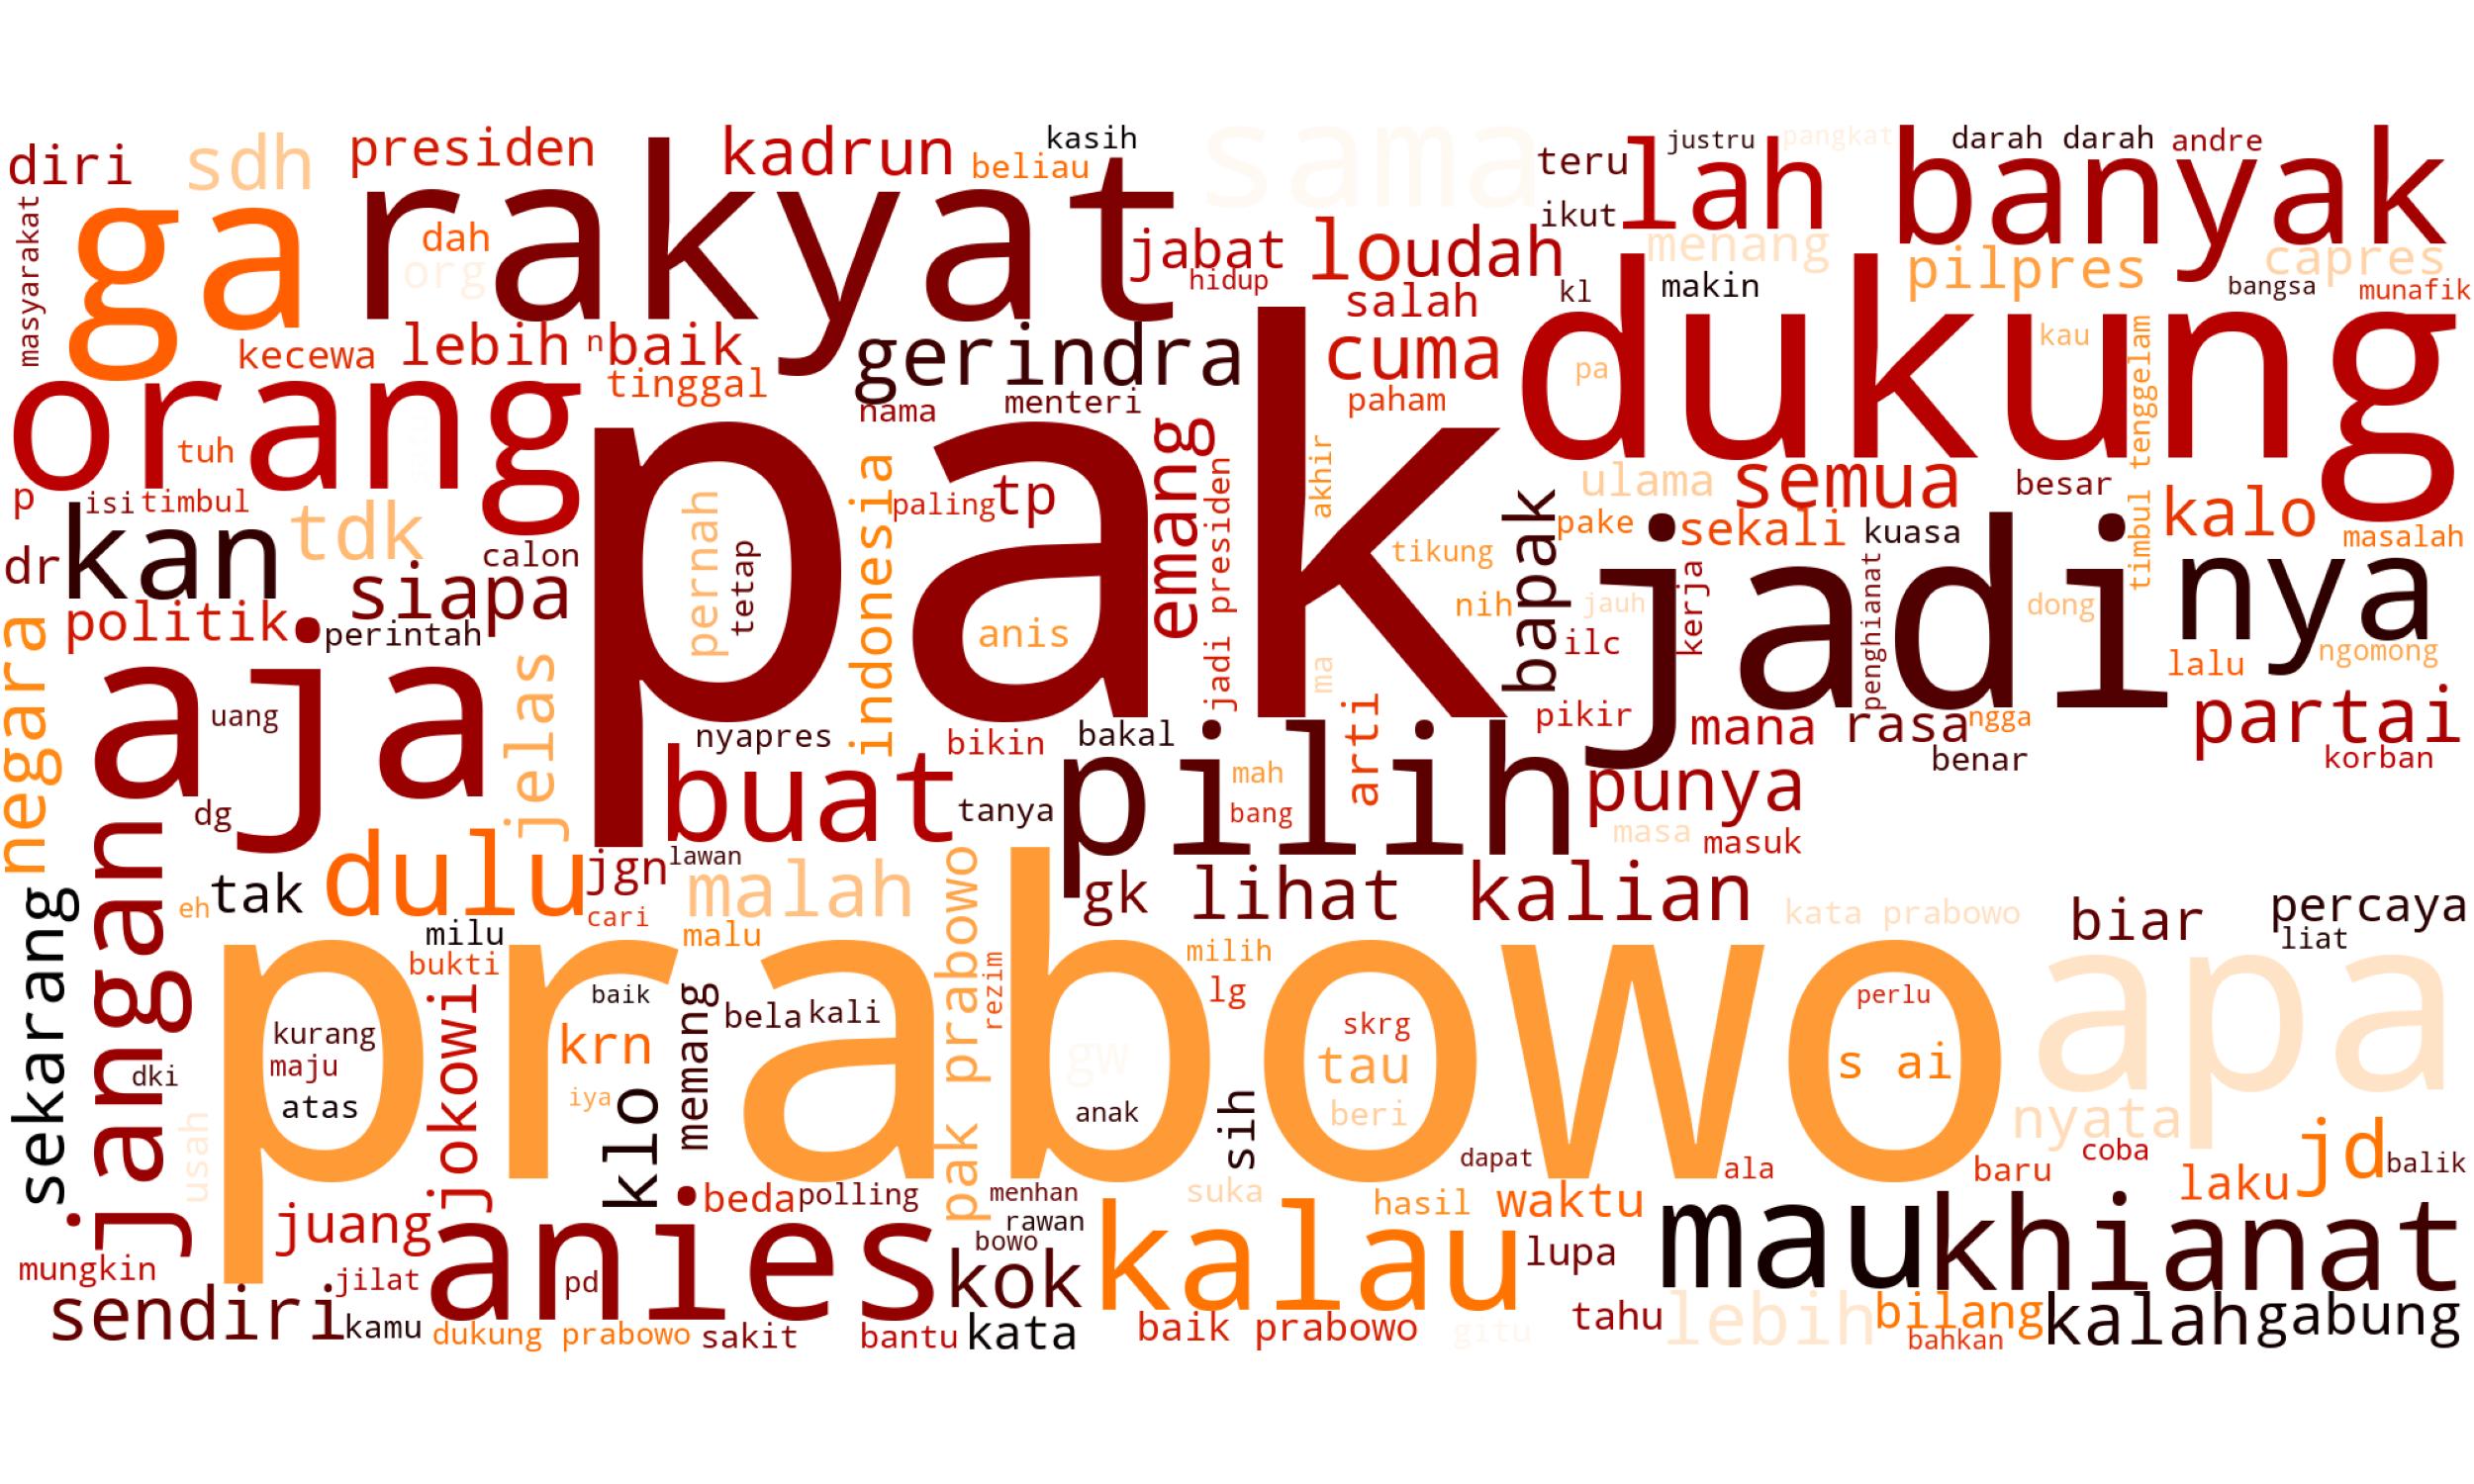 diri
sdh
presiden
kadrun
kasih
beliau
sama
teru
justru
pangkat
lah
banyak
darah darah
andre
masyarakat
ga
rakyat
dah
org
jabat
hidup
loudah
ikut
menang
pilpres
capres
bangsa
munafik
kecewa
lebih
n
baik
tinggal
gerindra
nama
menteri
salah
cuma
paham
kl
makin
dukung
pa
kau
timbul tenggelam
orang
tuh
p
isi
timbul
pak
pernah
tetap
indonesia
paling
tp
emang
jadi presiden
akhir
anis
tikung
nih
ma
bapak
ulama
semua
besar
pake
sekali
kuasa
kalo
masalah
dr
kan
tdk
calon
siapa
politik
perintah
negara
aja
uang
jelas
dg
jauh
jadi
kerja
ilc
penghianat
dong
nya
lalu
ngomong
pikir
mana
rasa
ngga
benar
partai
korban
nyapres
bikin
bakal
arti
buat
tanya
pilih
mah
bang
punya
masa
masuk
jangan
sekarang
eh
tak
dulu
jgn
lawan
cari
malah
malu
gk
lihat
kalian
kata prabowo
biar
percaya
liat
milu
bukti
prabowo
pak prabowo
rezim
milih
lg
baik
bela
kali
kurang
maju
atas
dki
usah
jokowi
krn
iya
klo
memang
gw
anak
sih
skrg
tau
beri
perlu
s ai
apa
nyata
coba
jd
balik
laku
baru
ala
dapat
juang
beda
polling
menhan
rawan
bowo
suka
hasil
waktu
mungkin
jilat
anies
pd
kok
kalau
lupa
mau
khianat
sendiri
kamu
dukung prabowo
sakit
bantu
kata
baik prabowo
gitu
tahu
lebih
bilang
bahkan
kalah
gabung